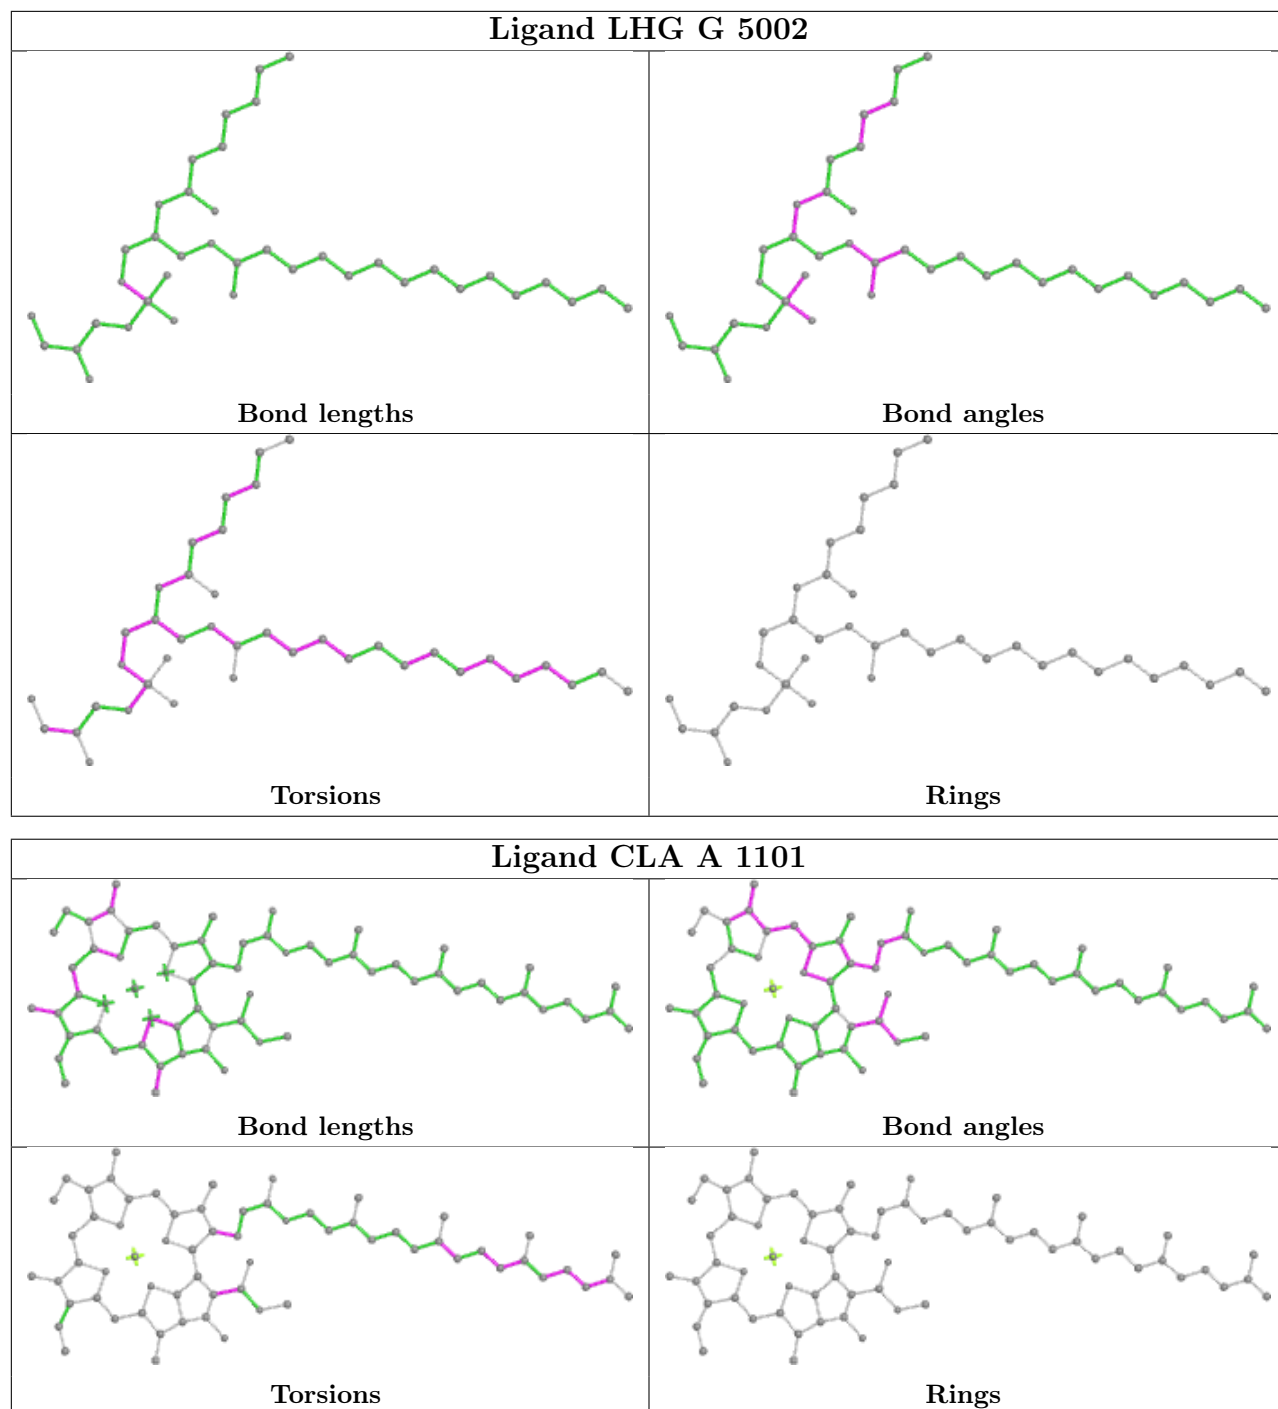 Ligand LHG G 5002
Bond lengths
Bond angles
Torsions
Rings
Ligand CLA A 1101
Bond lengths
Bond angles
Torsions
Rings